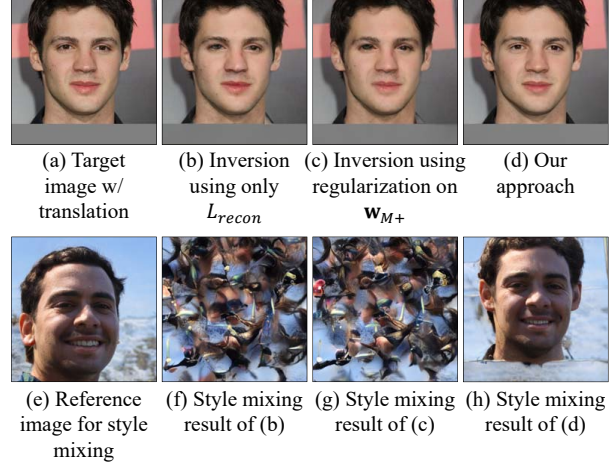 (a) Target
image w/
translation
(b) Inversion
using only
L_recon
(c) Inversion using
regularization on
w_M+
(d) Our
approach
(e) Reference
image for style
mixing
(f) Style mixing
result of (b)
(g) Style mixing
result of (c)
(h) Style mixing
result of (d)